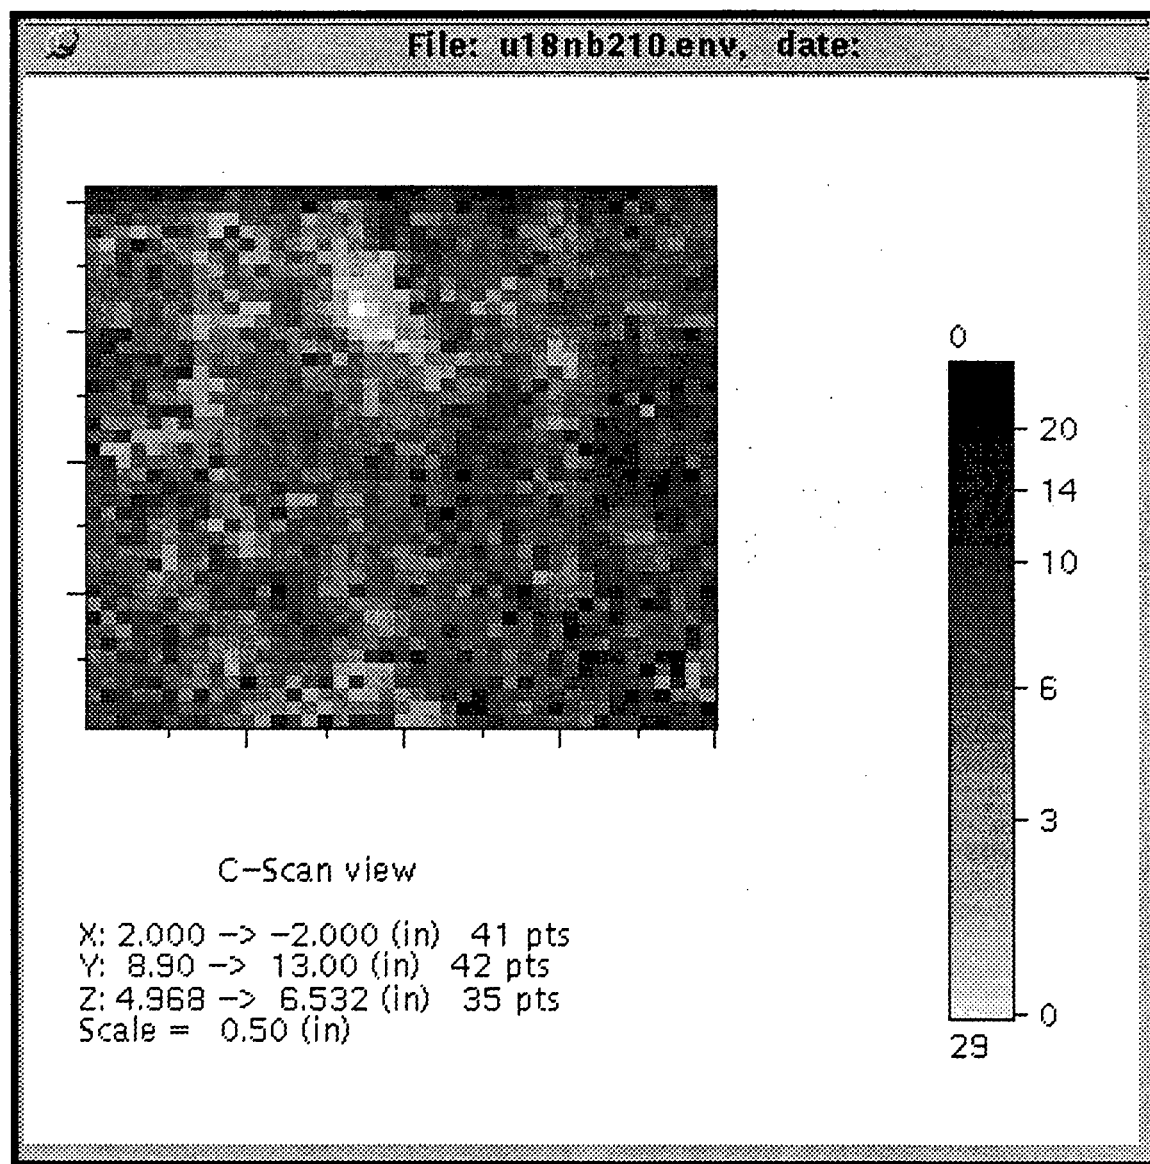 File: u18nb210.env, date:
0
20
14
10
6
3
0
29
C-Scan view
X: 2.000 -> -2.000 (in) 41 pts
Y: 8.90 -> 13.00 (in) 42 pts
Z: 4.968 -> 6.532 (in) 35 pts
Scale = 0.50 (in)